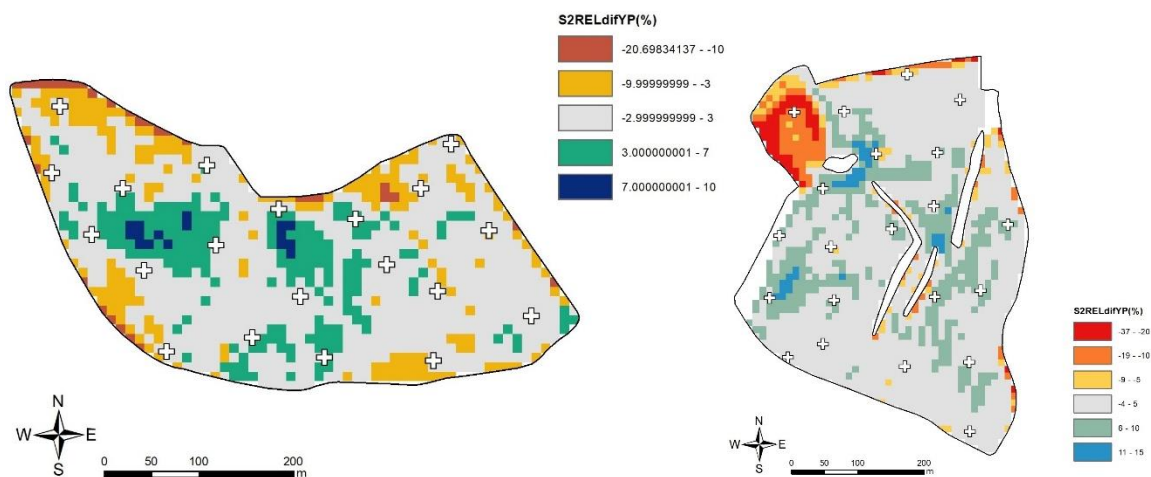 S2RELdifYP(%)
-20.69834137 - -10
-9.99999999 - -3
-2.999999999 - 3
3.000000001 - 7
7.000000001 - 10
N
W E
S
0 50 100 200
m
S2RELdifYP(%)
-37 - -20
-19 - -10
-9 - -5
-4 - 5
6 - 10
11 - 15
N
W E
S
0 50 100 200
m